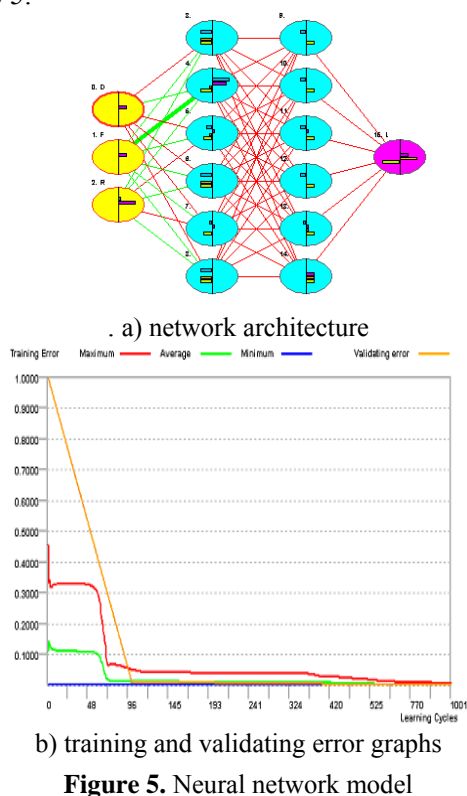 3. 9.
4. 10.
0. D
5. 11.
1. F 15. I
6. 12.
2. R
7. 13.
14.
. a) network architecture
Training Error Maximum Average Minimum Validating error
1.0000
0.9000
0.8000
0.7000
0.6000
0.5000
0.4000
0.3000
0.2000
0.1000
0 48 96 145 193 241 324 420 525 770 1001
Learning Cycles
b) training and validating error graphs
Figure 5. Neural network model